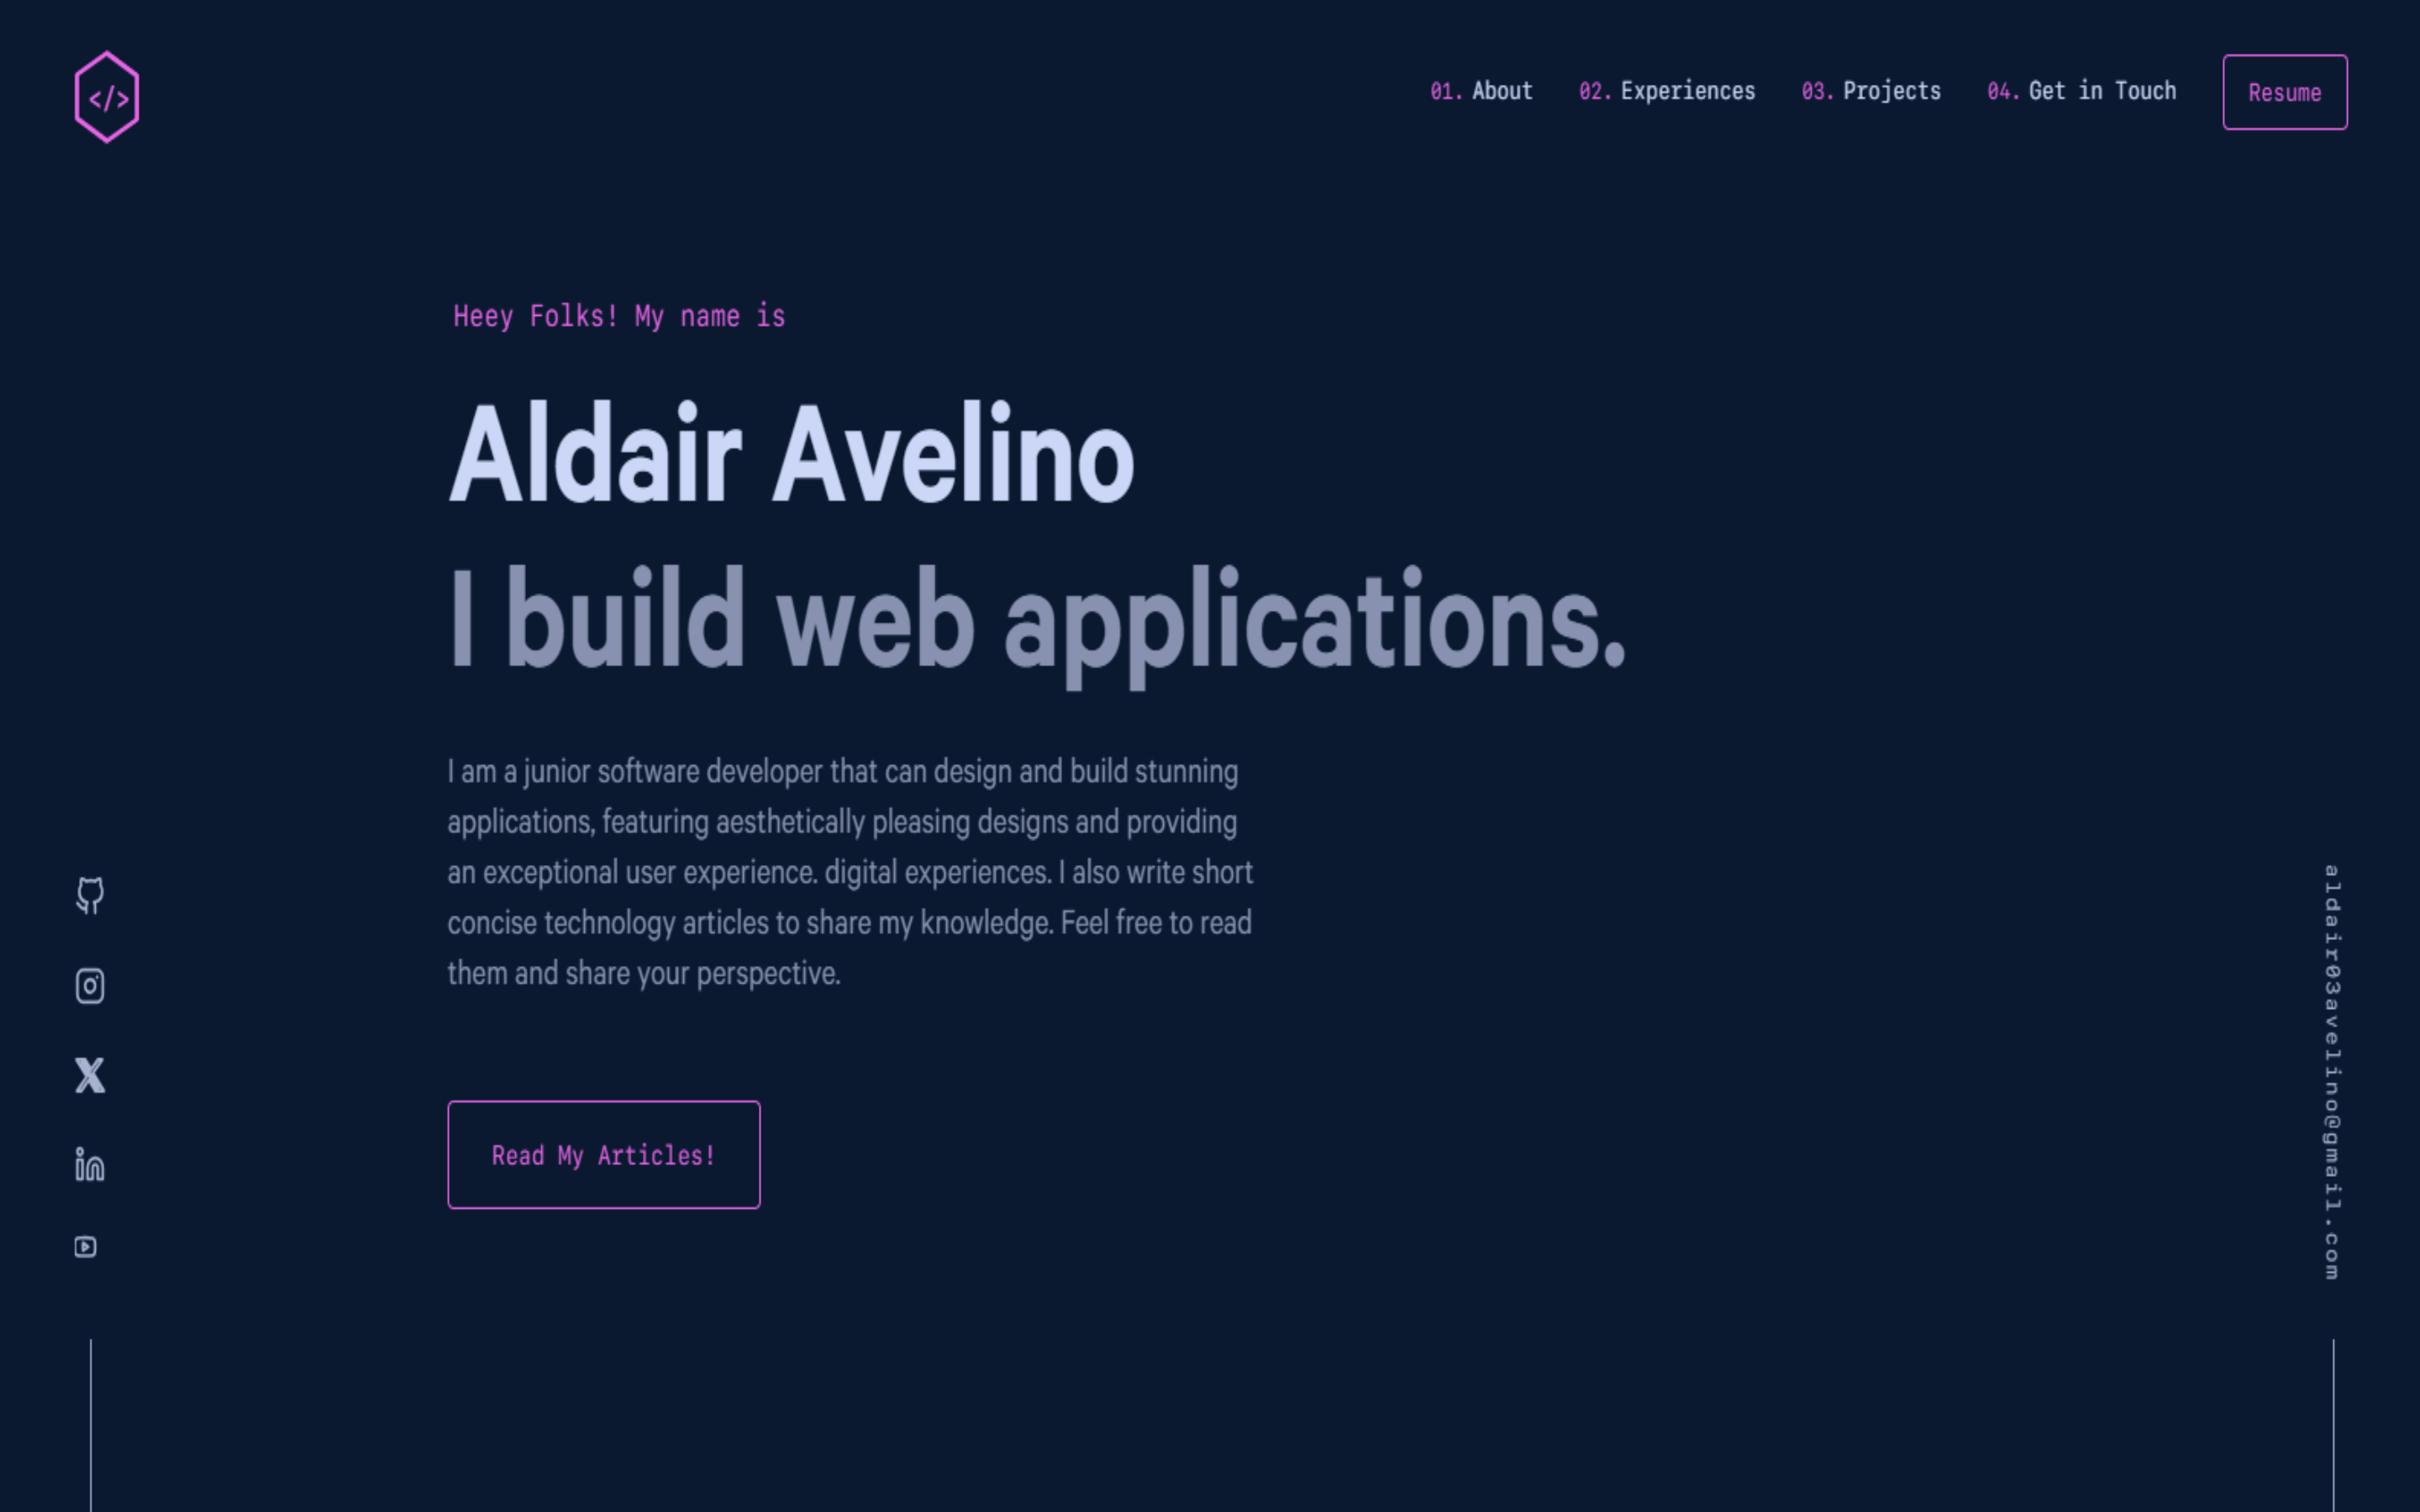 </>
01. About 02. Experiences 03. Projects 04. Get in Touch Resume
Heey Folks! My name is
Aldair Avelino
I build web applications.
I am a junior software developer that can design and build stunning
applications, featuring aesthetically pleasing designs and providing
an exceptional user experience. digital experiences. I also write short
concise technology articles to share my knowledge. Feel free to read
them and share your perspective.
Read My Articles!
aldair03avelino@gmail.com